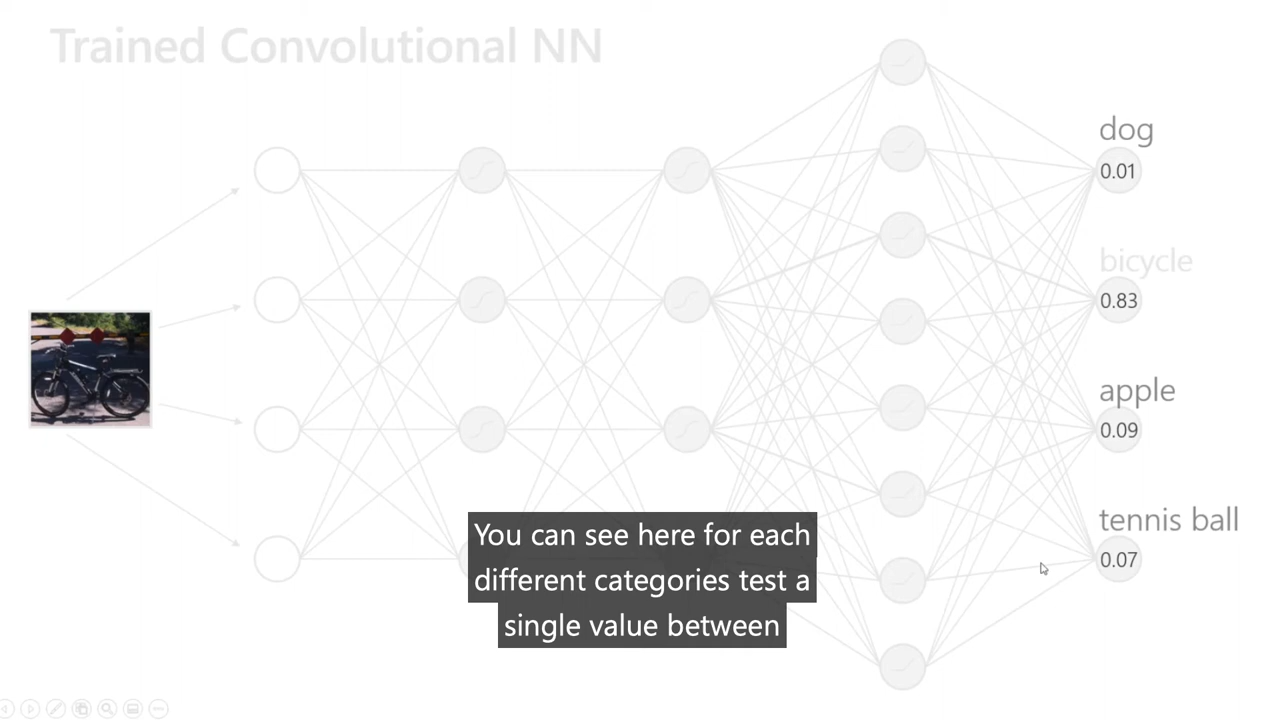 Trained Convolutional NN
dog
0.01
bicycle
0.83
apple
0.09
tennis ball
0.07
You can see here for each
different categories test a
single value between